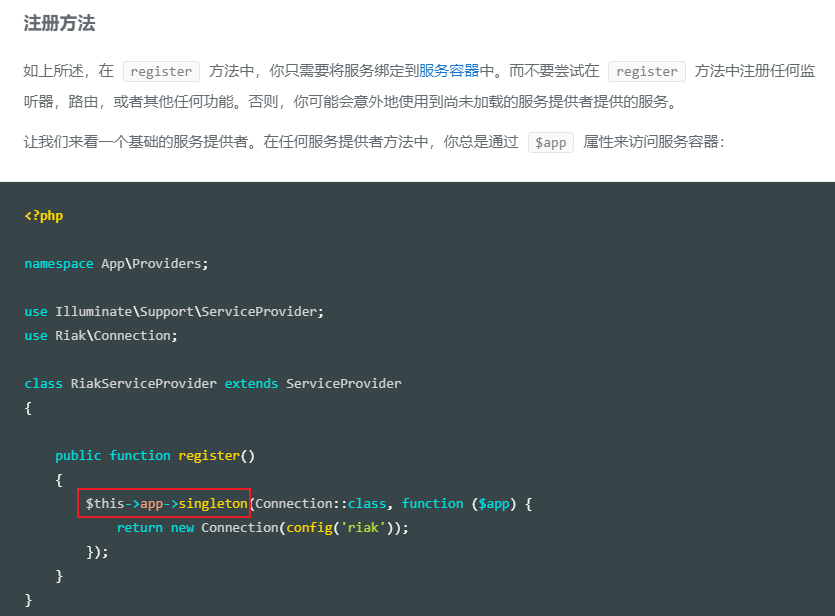 注册方法
如上所述，在 register 方法中，你只需要将服务绑定到服务容器中。而不要尝试在 register 方法中注册任何监
听器，路由，或者其他任何功能。否则，你可能会意外地使用到尚未加载的服务提供者提供的服务。
让我们来看一个基础的服务提供者。在任何服务提供者方法中，你总是通过 $app 属性来访问服务容器：
<?php
namespace App\Providers;
use Illuminate\Support\ServiceProvider;
use Riak\Connection;
class RiakServiceProvider extends ServiceProvider
{
    public function register()
    {
        $this->app->singleton(Connection::class, function ($app) {
            return new Connection(config('riak'));
        });
    }
}